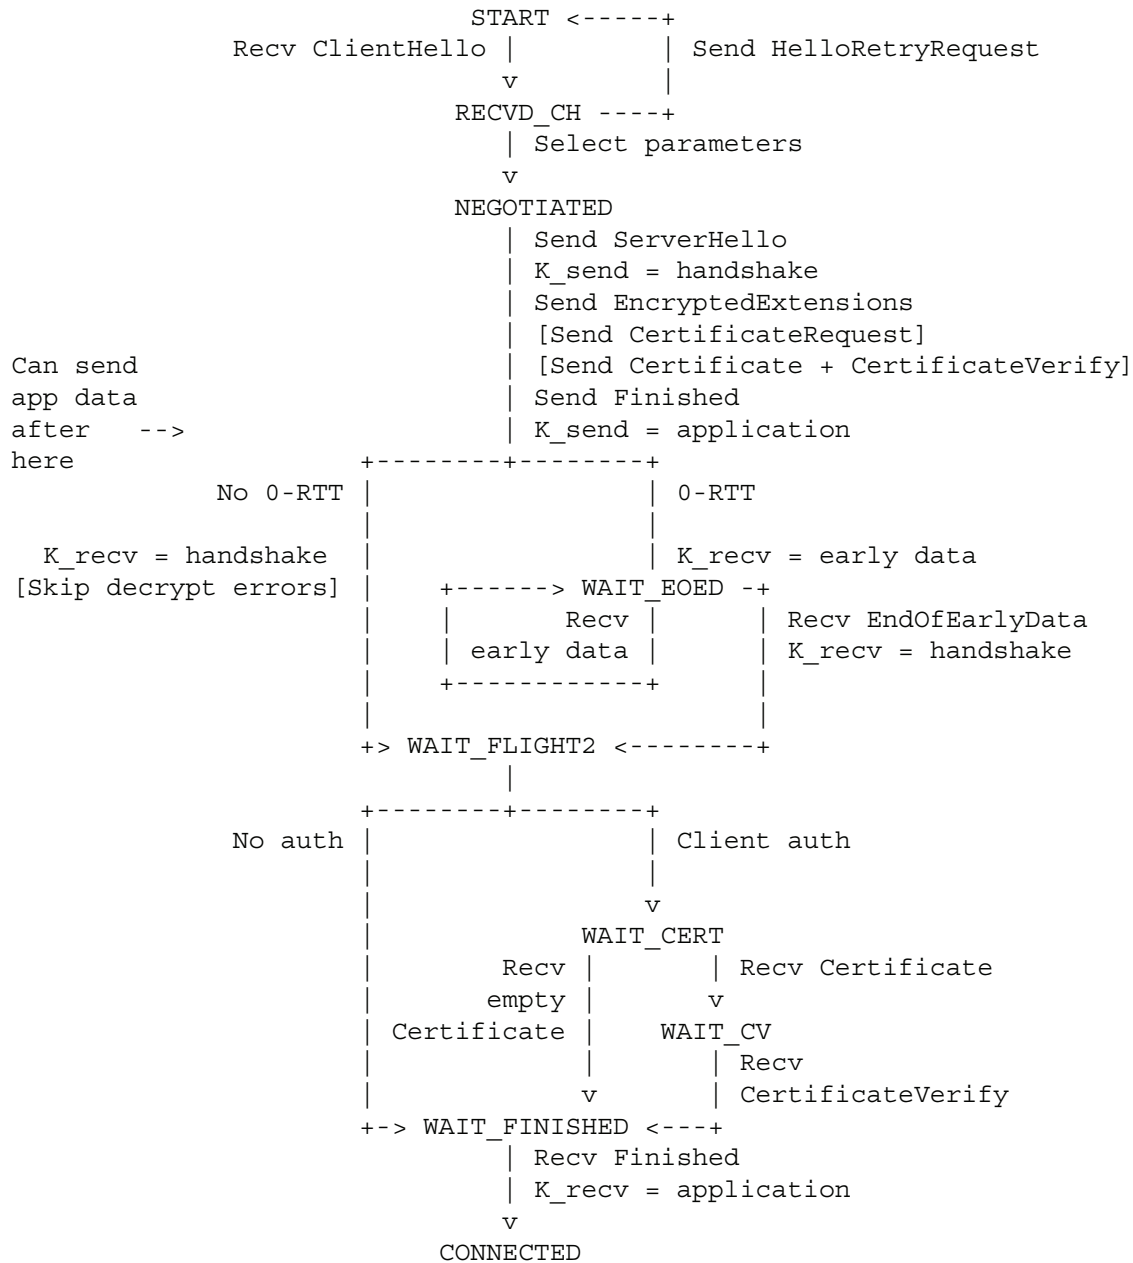 START <-----+
Recv ClientHello | | Send HelloRetryRequest
v |
RECVD_CH ----+
| Select parameters
v
NEGOTIATED
| Send ServerHello
| K_send = handshake
| Send EncryptedExtensions
| [Send CertificateRequest]
Can send | [Send Certificate + CertificateVerify]
app data | Send Finished
after --> | K_send = application
here +--------+--------+
No 0-RTT | | 0-RTT
| |
K_recv = handshake | | K_recv = early data
[Skip decrypt errors] | +------> WAIT_EOED -+
| | Recv | | Recv EndOfEarlyData
| | early data | | K_recv = handshake
| +------------+ |
| |
+> WAIT_FLIGHT2 <--------+
|
+--------+--------+
No auth | | Client auth
| |
| v
| WAIT_CERT
| Recv | | Recv Certificate
| empty | v
| Certificate | WAIT_CV
| | | Recv
| v | CertificateVerify
+-> WAIT_FINISHED <---+
| Recv Finished
| K_recv = application
v
CONNECTED